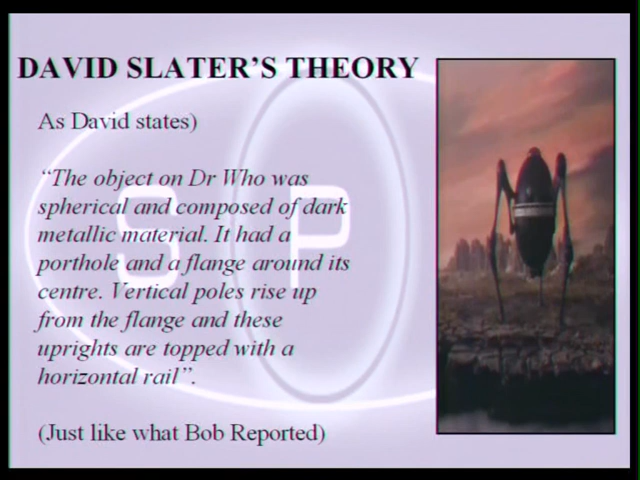 DAVID SLATER'S THEORY
As David states)
"The object on Dr Who was
spherical and composed of dark
metallic material. It had a
porthole and a flange around its
centre. Vertical poles rise up
from the flange and these
uprights are topped with a
horizontal rail".
(Just like what Bob Reported)
S P